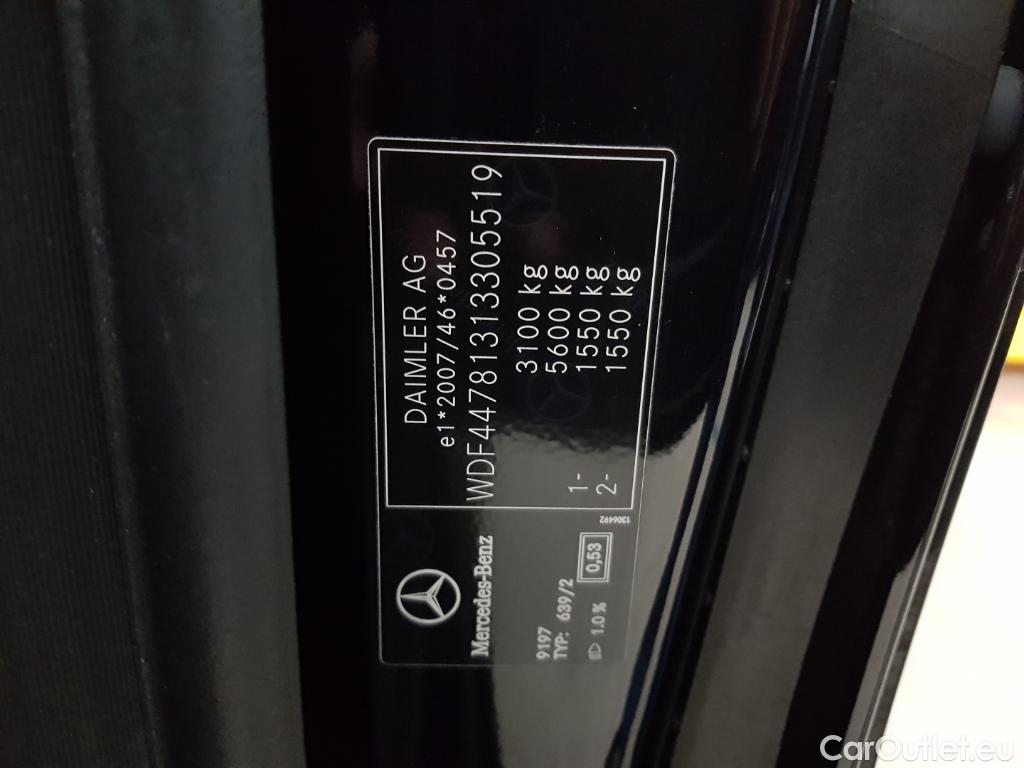 DAIMLER AG
e1*2007/46*0457
WDF44781313305519
3100 kg
5600 kg
1- 1550 kg
2- 1550 kg
Mercedes-Benz
9197
TYP: 639/2
1.0% 0,53
1306492
CarOutlet.eu